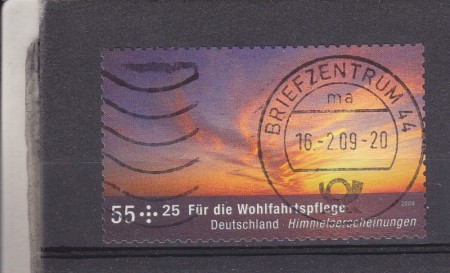 BRIEFZENTRUM 44
ma
16.-2.09-20
55+25 Für die Wohlfahrtspflege
2009
Deutschland Himmelserscheinungen